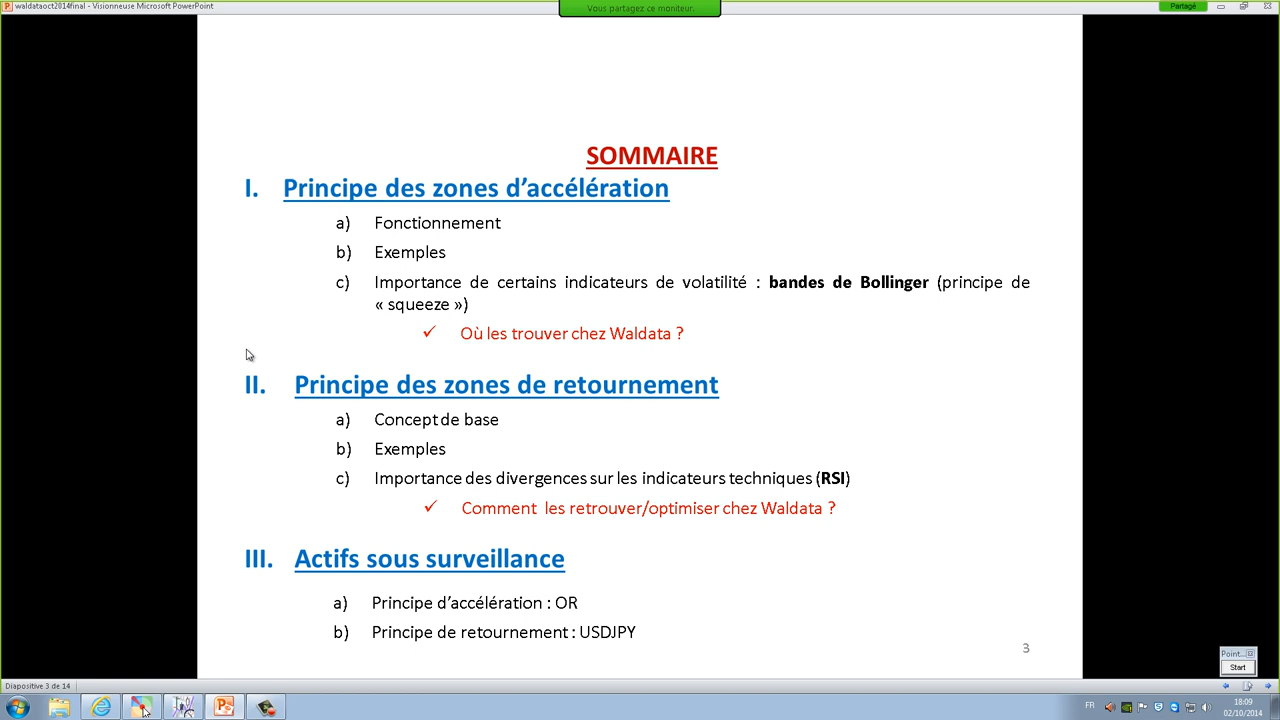 waldataoct2014final - Visionneuse Microsoft PowerPoint
Vous partagez ce moniteur.
Partagé
SOMMAIRE
I. Principe des zones d’accélération
a) Fonctionnement
b) Exemples
c) Importance de certains indicateurs de volatilité : bandes de Bollinger (principe de
« squeeze »)
✓ Où les trouver chez Waldata ?
II. Principe des zones de retournement
a) Concept de base
b) Exemples
c) Importance des divergences sur les indicateurs techniques (RSI)
✓ Comment les retrouver/optimiser chez Waldata ?
III. Actifs sous surveillance
a) Principe d’accélération : OR
b) Principe de retournement : USDJPY
3
Point...
Start
Diapositive 3 de 14
FR
18:09
02/10/2014